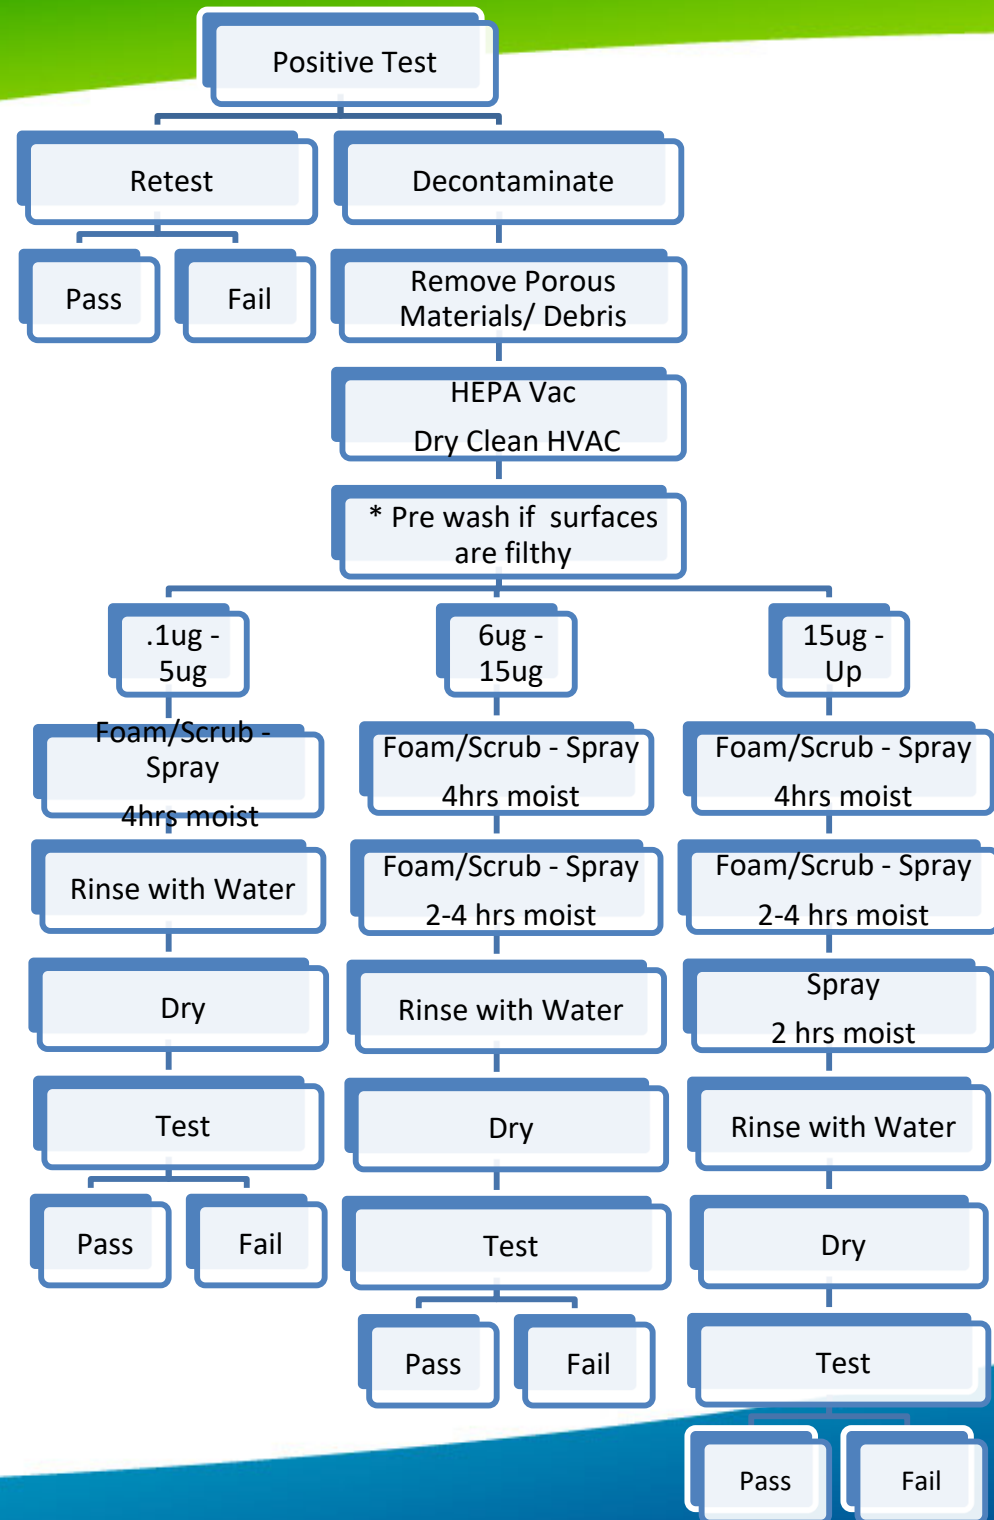 Positive Test
Retest
Decontaminate
Pass
Fail
Remove Porous
Materials/ Debris
HEPA Vac
Dry Clean HVAC
* Pre wash if  surfaces
are filthy
.1ug -
5ug
Foam/Scrub -
Spray
4hrs moist
Rinse with Water
Dry
Test
Pass
Fail
6ug -
15ug
Foam/Scrub - Spray
4hrs moist
Foam/Scrub - Spray
2-4 hrs moist
Rinse with Water
Dry
Test
Pass
Fail
15ug -
Up
Foam/Scrub - Spray
4hrs moist
Foam/Scrub - Spray
2-4 hrs moist
Spray
2 hrs moist
Rinse with Water
Dry
Test
Pass
Fail